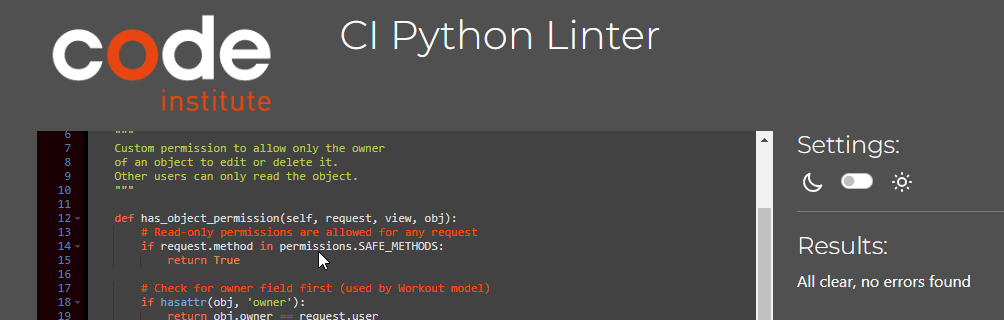 code
institute
CI Python Linter
6 """
7 Custom permission to allow only the owner
8 of an object to edit or delete it.
9 Other users can only read the object.
10 """
11
12 def has_object_permission(self, request, view, obj):
13 # Read-only permissions are allowed for any request
14 if request.method in permissions.SAFE_METHODS:
15 return True
16
17 # Check for owner field first (used by Workout model)
18 if hasattr(obj, 'owner'):
19 return obj.owner == request.user
Settings:
Results:
All clear, no errors found